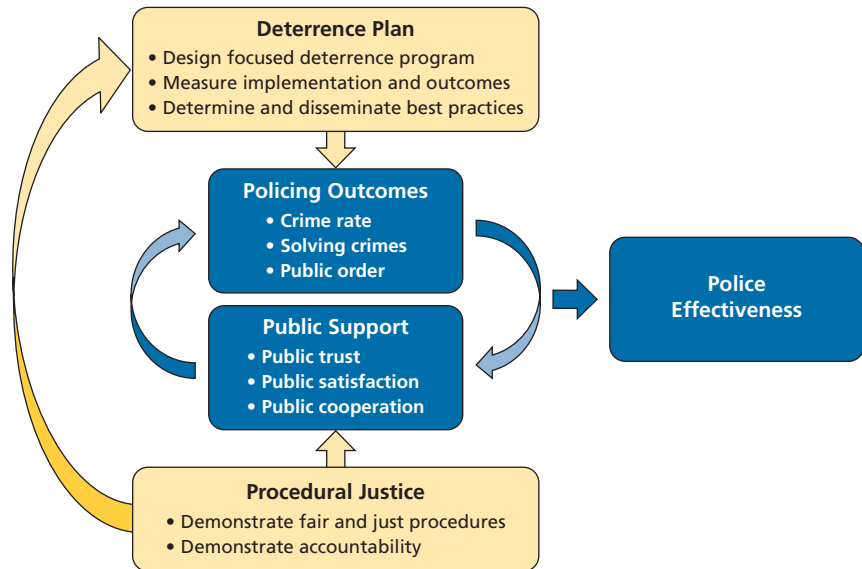 Deterrence Plan
• Design focused deterrence program
• Measure implementation and outcomes
• Determine and disseminate best practices
Policing Outcomes
• Crime rate
• Solving crimes
• Public order
Police
Effectiveness
Public Support
• Public trust
• Public satisfaction
• Public cooperation
Procedural Justice
• Demonstrate fair and just procedures
• Demonstrate accountability